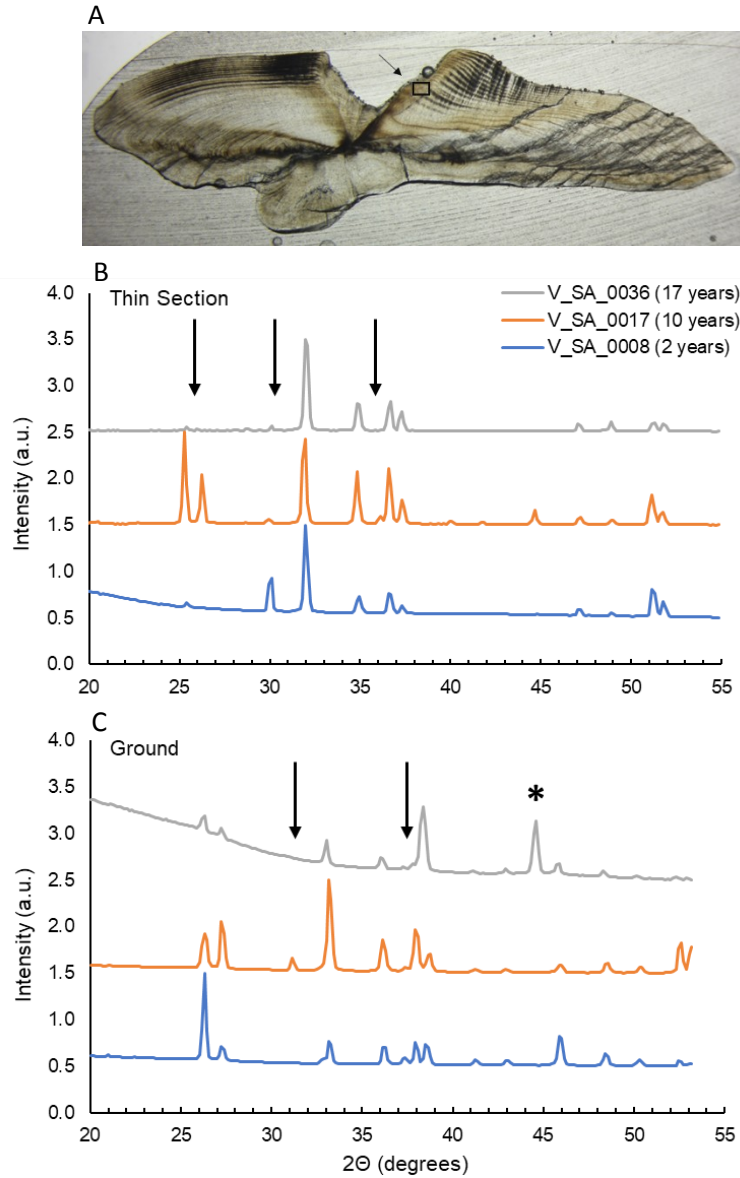 A
B
Thin Section
V_SA_0036 (17 years)
V_SA_0017 (10 years)
V_SA_0008 (2 years)
4.0
3.5
3.0
2.5
2.0
1.5
1.0
0.5
0.0
Intensity (a.u.)
20 25 30 35 40 45 50 55
C
Ground
*
4.0
3.5
3.0
2.5
2.0
1.5
1.0
0.5
0.0
Intensity (a.u.)
20 25 30 35 40 45 50 55
2Θ (degrees)